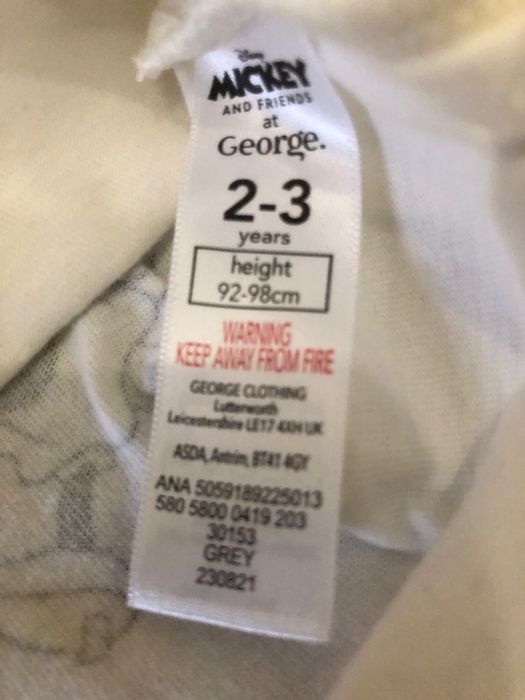 Disney
MICKEY
AND FRIENDS
at
George.
2-3
years
height
92-98cm
WARNING
KEEP AWAY FROM FIRE
GEORGE CLOTHING
Lutterworth
Leicestershire LE17 4XH UK
ASDA, Antrim, BT41 4GY
ANA 5059189225013
580 5800 0419 203
30153
GREY
230821